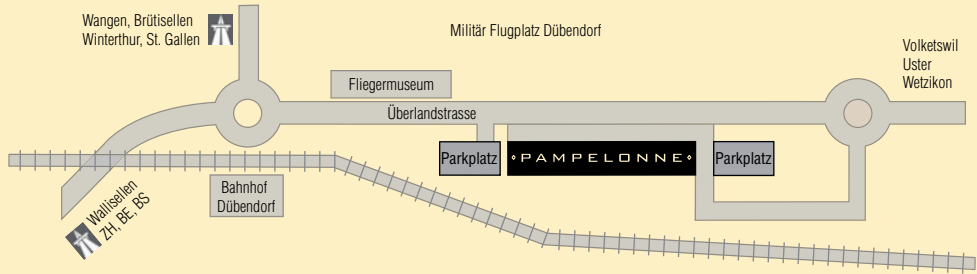 Wangen, Brütisellen
Winterthur, St. Gallen
Militär Flugplatz Dübendorf
Volketswil
Uster
Wetzikon
Fliegermuseum
Überlandstrasse
Parkplatz
PAMPELONNE
Parkplatz
Bahnhof
Dübendorf
Wallisellen
ZH, BE, BS